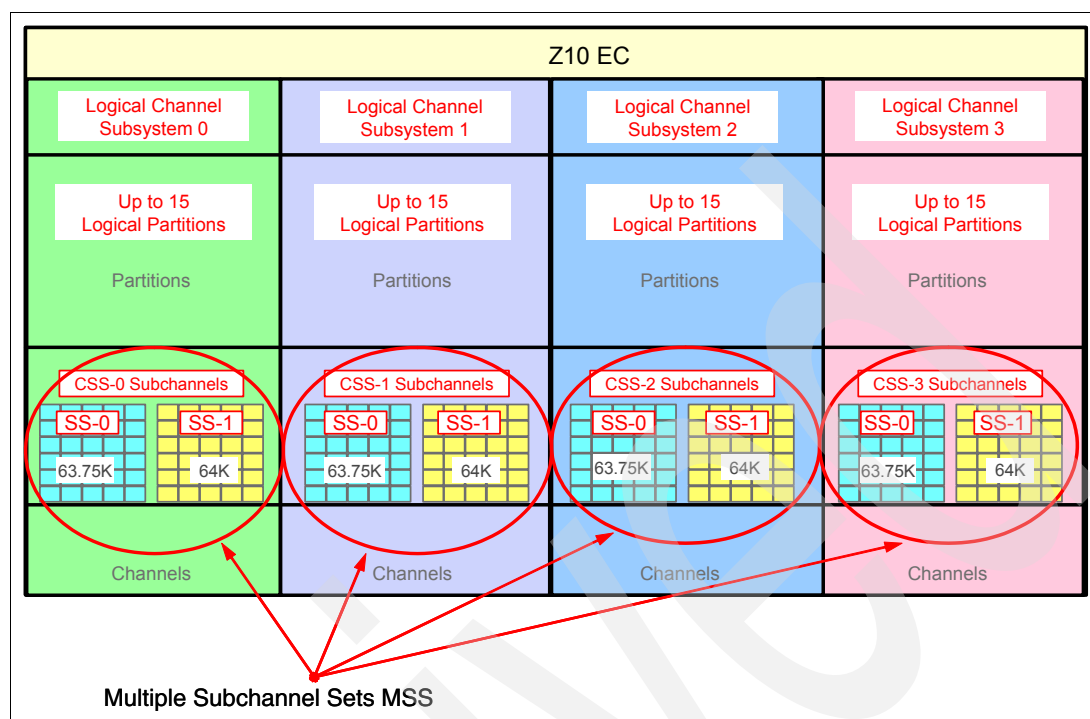 Z10 EC
Logical Channel
Subsystem 0
Logical Channel
Subsystem 1
Logical Channel
Subsystem 2
Logical Channel
Subsystem 3
Up to 15
Logical Partitions
Up to 15
Logical Partitions
Up to 15
Logical Partitions
Up to 15
Logical Partitions
Partitions
Partitions
Partitions
Partitions
CSS-0 Subchannels
CSS-1 Subchannels
CSS-2 Subchannels
CSS-3 Subchannels
SS-0
SS-1
SS-0
SS-1
SS-0
SS-1
SS-0
SS-1
63.75K
64K
63.75K
64K
63.75K
64K
63.75K
64K
Channels
Channels
Channels
Channels
Multiple Subchannel Sets MSS